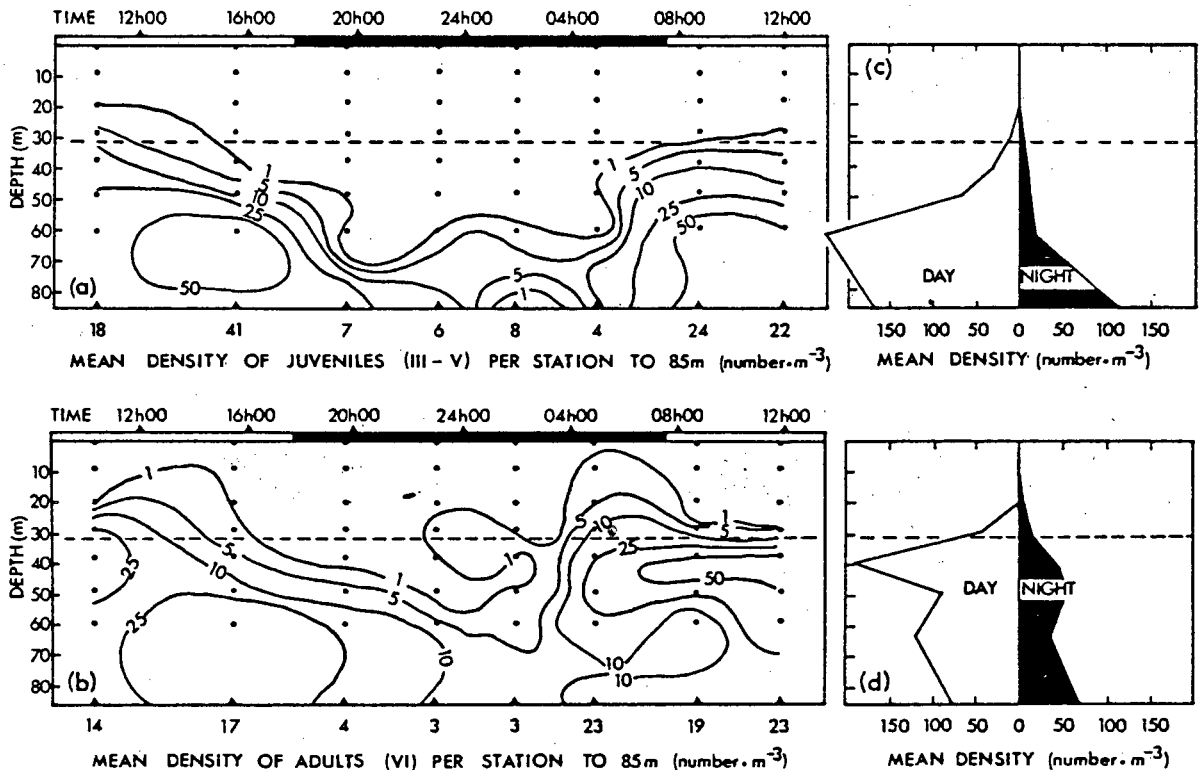 TIME 12h00 16h00 20h00 24h00 04h00 08h00 12h00
DEPTH (m)
10
20
30
40
50
60
70
80
1
5
10
25
50
5
1
1
5
10
25
50
(a)
18 41 7 6 8 4 24 22
MEAN DENSITY OF JUVENILES (III – V) PER STATION TO 85m (number·m⁻³)
(c)
DAY NIGHT
150 100 50 0 50 100 150
MEAN DENSITY (number·m⁻³)
TIME 12h00 16h00 20h00 24h00 04h00 08h00 12h00
DEPTH (m)
10
20
30
40
50
60
70
80
1
5
10
25
25
1
5
10
1
5
10
1
5
25
50
10
10
(b)
14 17 4 3 3 23 19 23
MEAN DENSITY OF ADULTS (VI) PER STATION TO 85m (number·m⁻³)
DAY NIGHT
(d)
150 100 50 0 50 100 150
MEAN DENSITY (number·m⁻³)